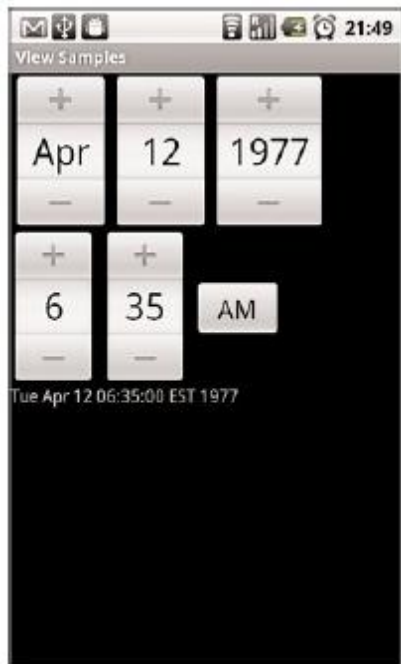 21:49
View Samples
+ + +
Apr 12 1977
− − −
+ +
6 35 AM
− −
Tue Apr 12 06:35:00 EST 1977